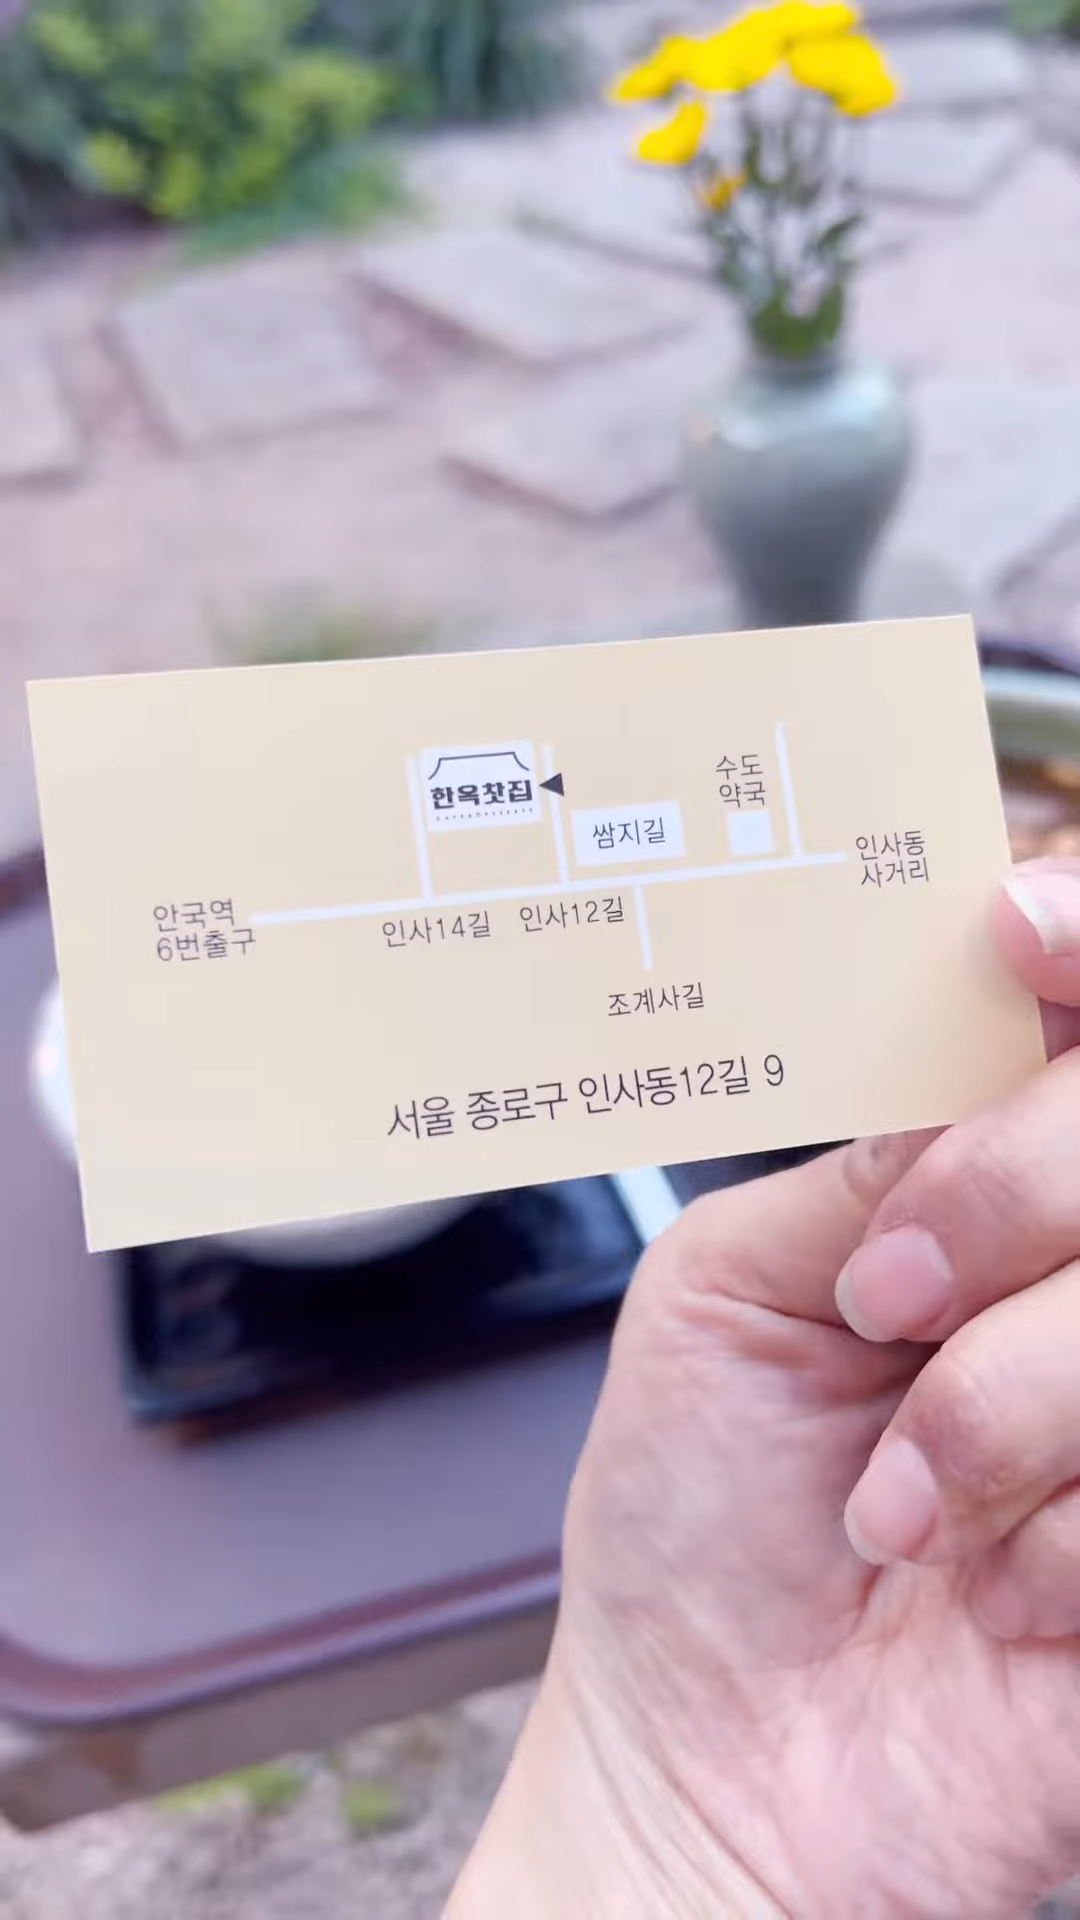 한옥찻집
쌈지길
수도
약국
인사동
사거리
안국역
6번출구
인사14길
인사12길
조계사길
서울 종로구 인사동12길 9